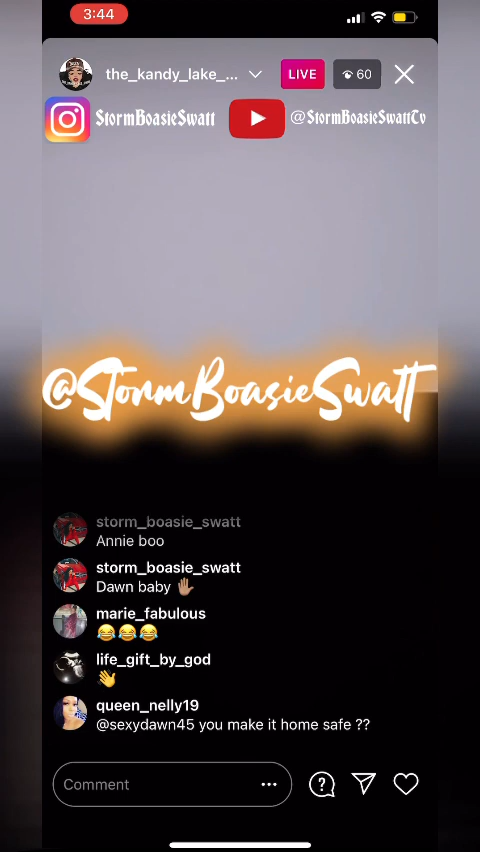 3:44
the_kandy_lake_...
LIVE
60
StormBoasieSwatt
@StormBoasieSwattTv
@StormBoasieSwatt
storm_boasie_swatt
Annie boo
storm_boasie_swatt
Dawn baby 🤚🏽
marie_fabulous
😂😂😂
life_gift_by_god
👋
queen_nelly19
@sexydawn45 you make it home safe ??
Comment